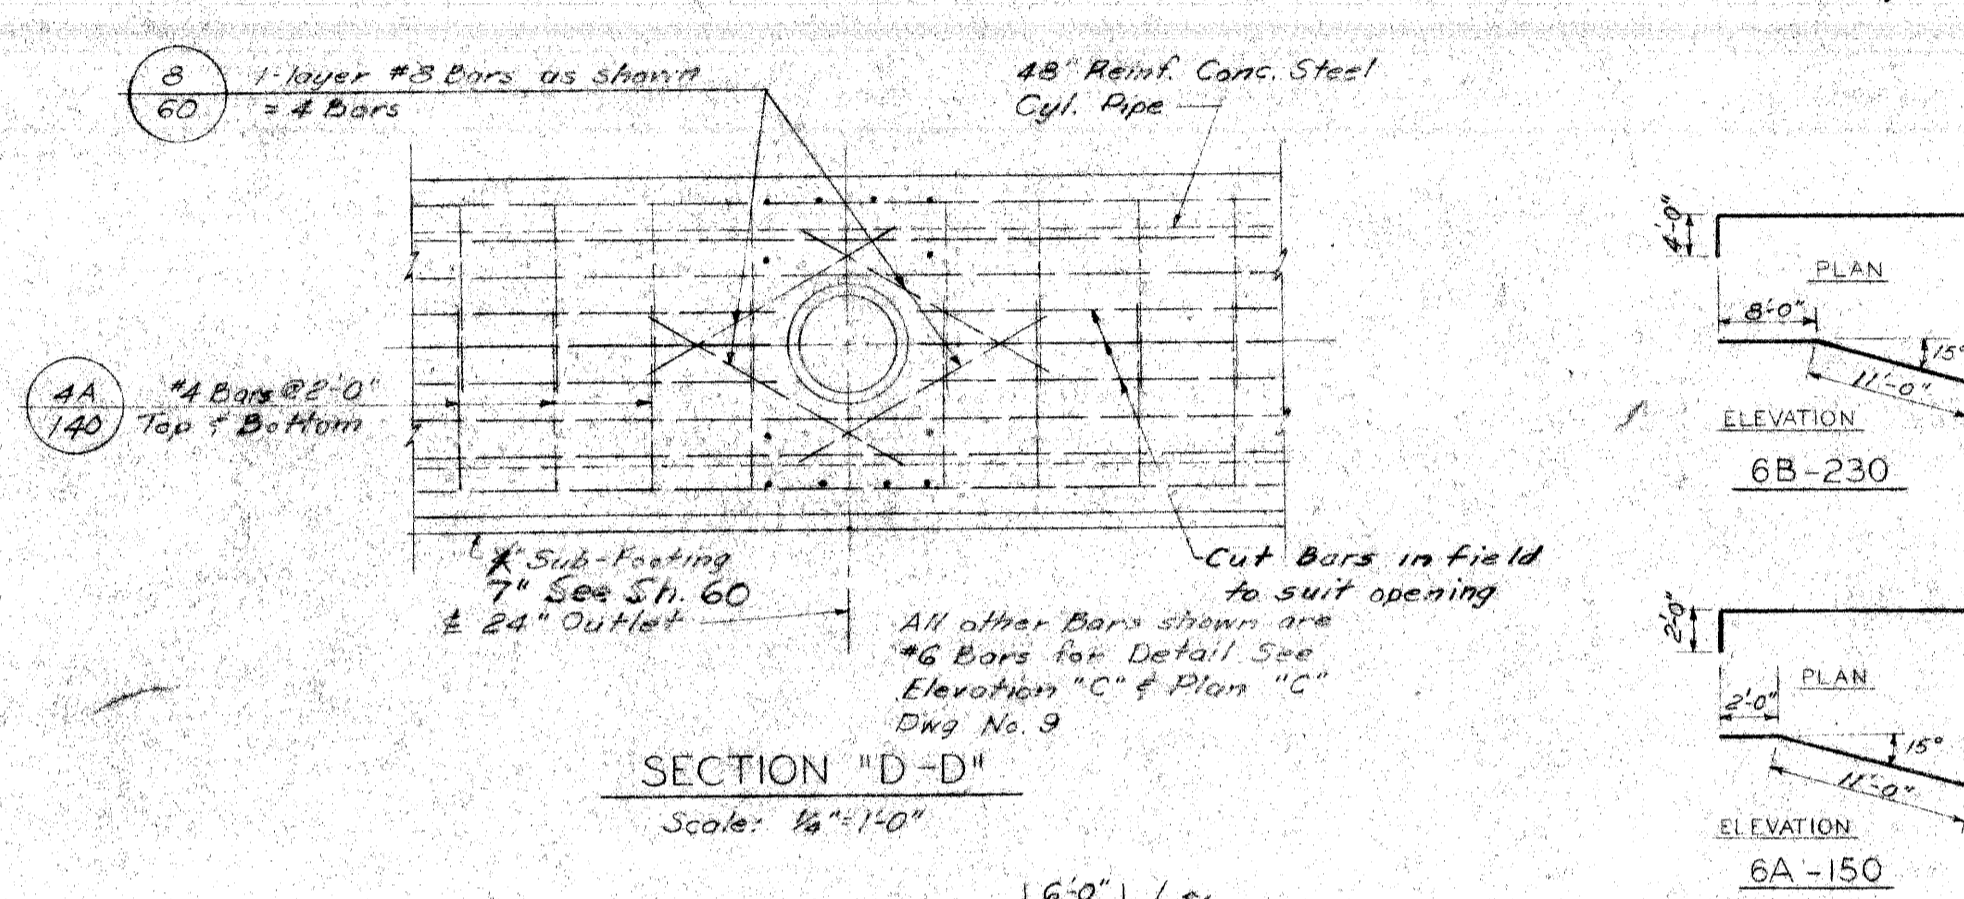 8
60
1-layer #8 Bars as shown
= 4 Bars
48" Reinf. Conc. Steel
Cyl. Pipe
4A
140
#4 Bars @ 2'-0"
Top & Bottom
Sub-Footing
7" See Sh. 60
℄ 24" Outlet
Cut Bars in field
to suit opening
All other Bars shown are
#6 Bars for Detail See
Elevation "C" & Plan "C"
Dwg No. 9
SECTION "D-D"
Scale: ¼"=1'-0"
6'-0"
4'-0"
PLAN
8'-0"
15°
11'-0"
ELEVATION
6B-230
2'-0"
PLAN
2'-0"
15°
11'-0"
ELEVATION
6A-150